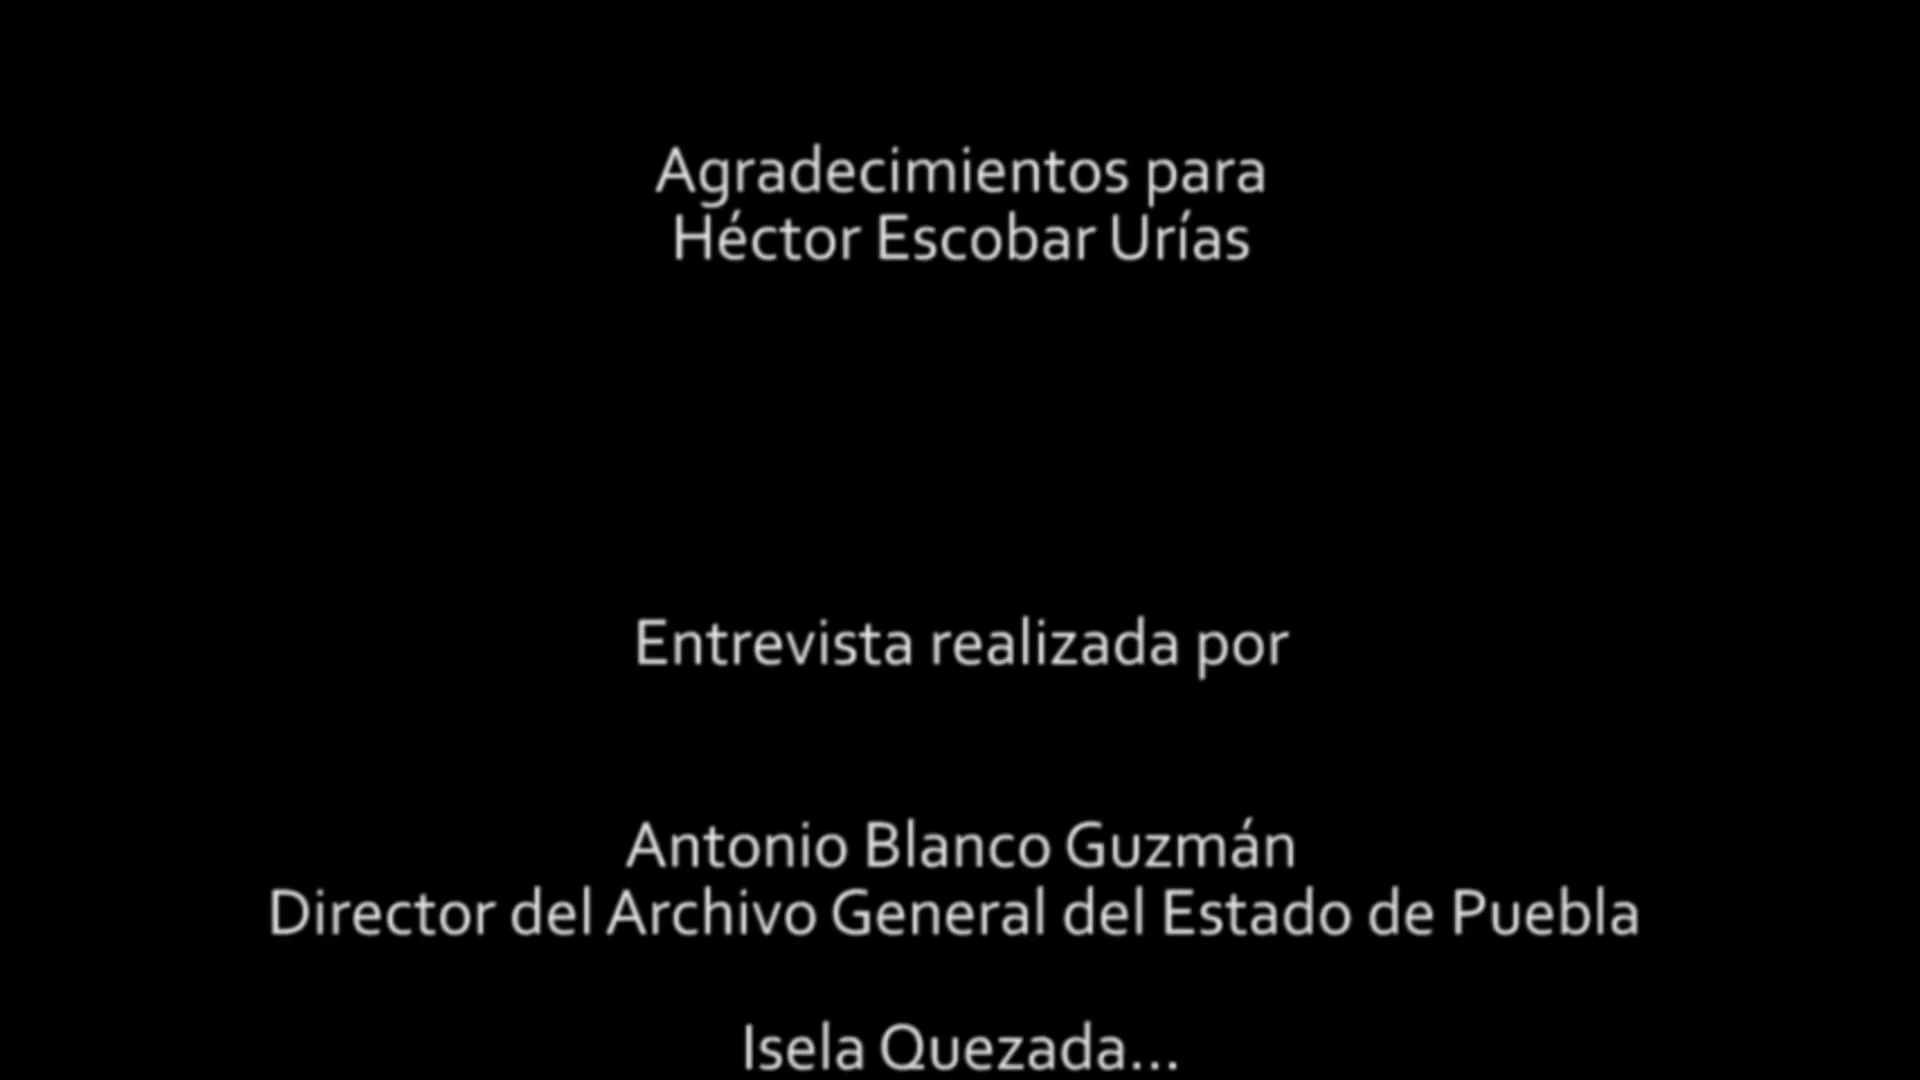 Agradecimientos para
Héctor Escobar Urías
Entrevista realizada por
Antonio Blanco Guzmán
Director del Archivo General del Estado de Puebla
Isela Quezada...